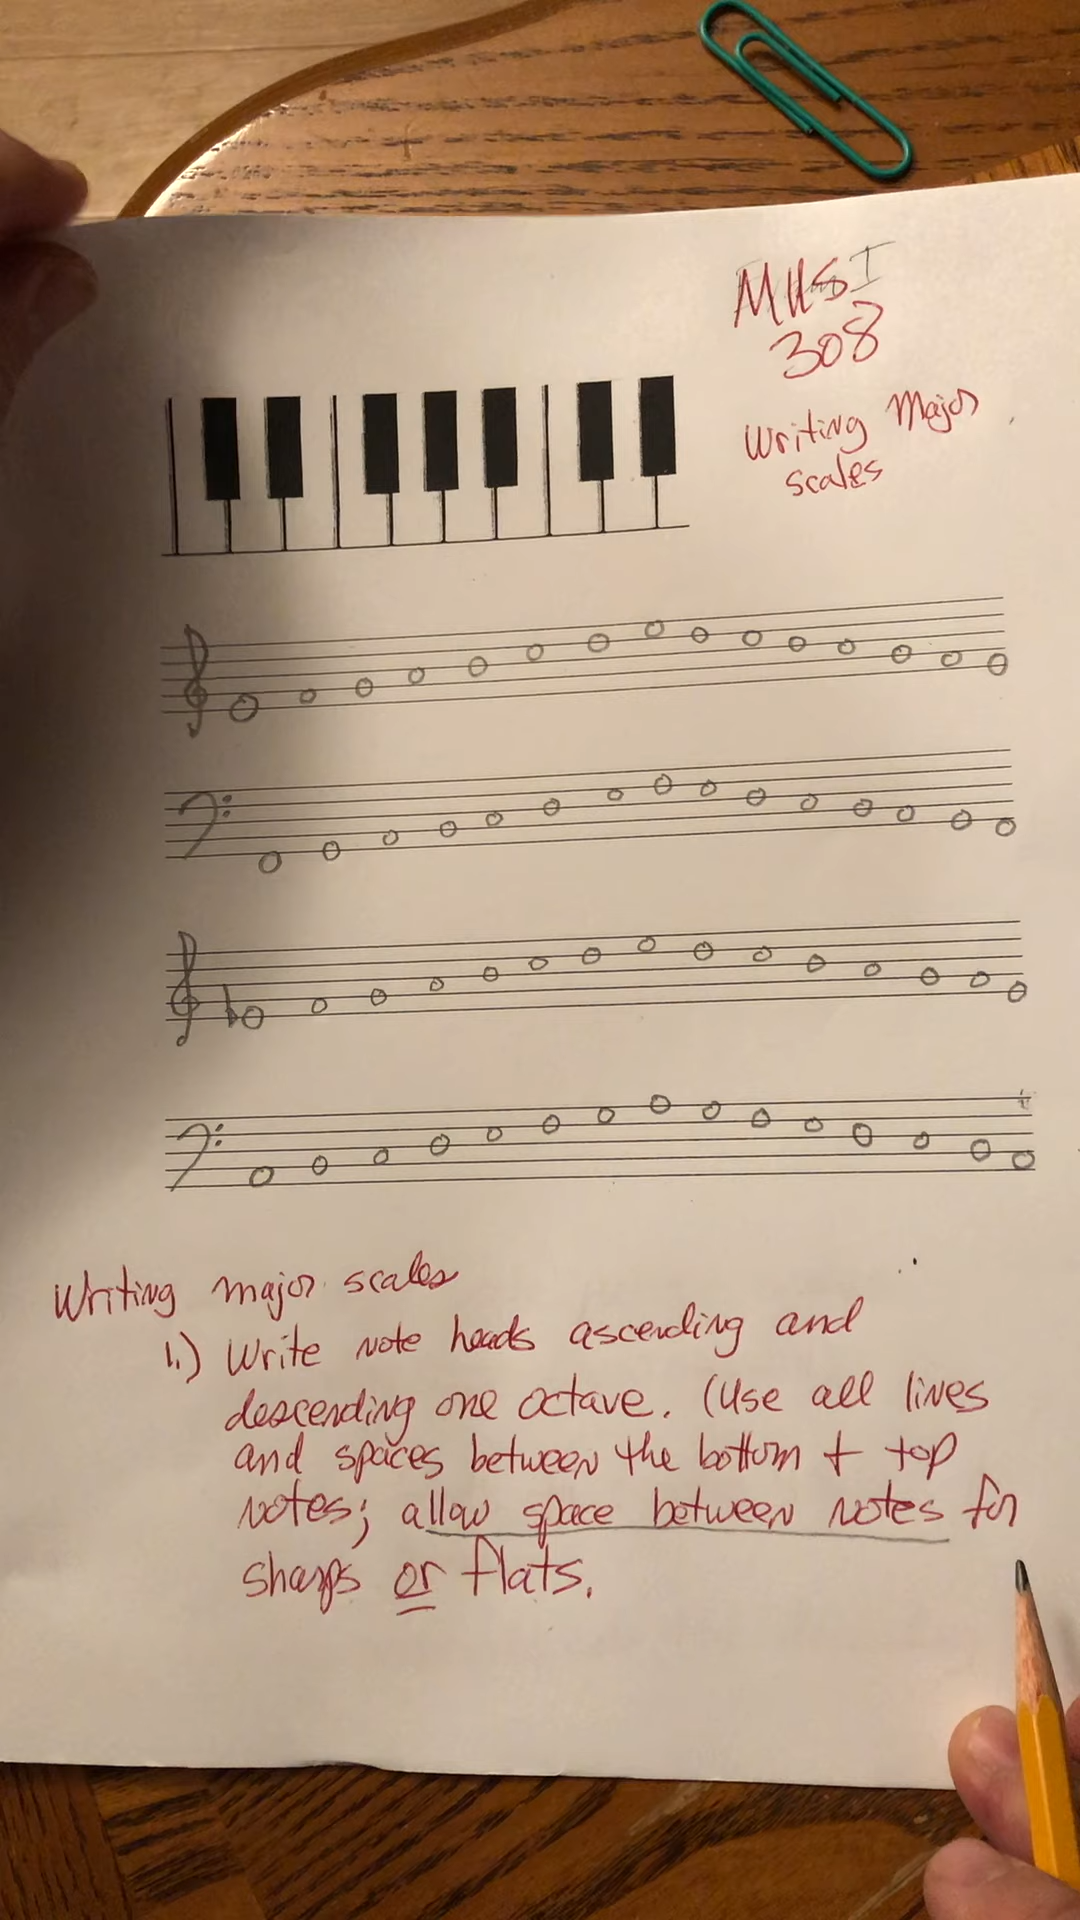 MUSI
308
Writing Major
scales
Writing major scales
1.) Write note heads ascending and
descending one octave. (Use all lines
and spaces between the bottom + top
notes; allow space between notes for
sharps or flats.